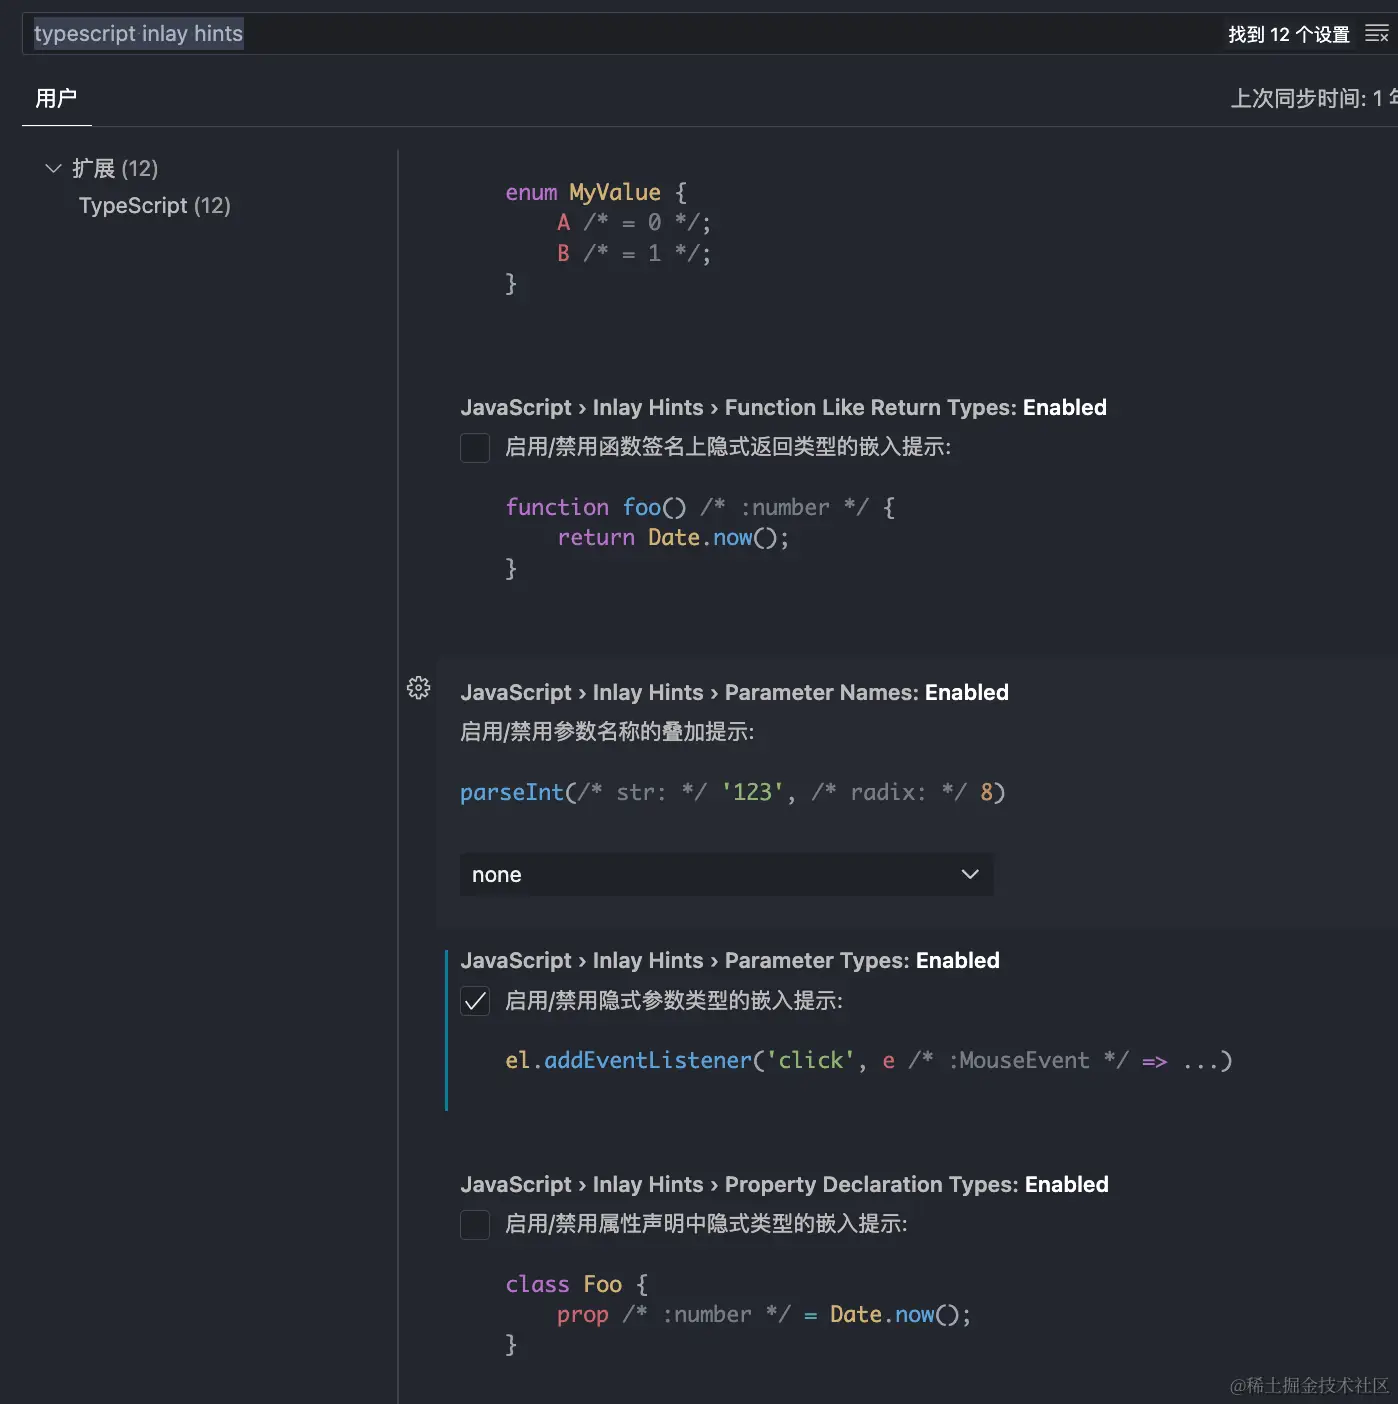 typescript inlay hints
找到 12 个设置
用户
上次同步时间: 1
扩展 (12)
TypeScript (12)
enum MyValue {
    A /* = 0 */;
    B /* = 1 */;
}
JavaScript › Inlay Hints › Function Like Return Types: Enabled
启用/禁用函数签名上隐式返回类型的嵌入提示:
function foo() /* :number */ {
    return Date.now();
}
JavaScript › Inlay Hints › Parameter Names: Enabled
启用/禁用参数名称的叠加提示:
parseInt(/* str: */ '123', /* radix: */ 8)
none
JavaScript › Inlay Hints › Parameter Types: Enabled
启用/禁用隐式参数类型的嵌入提示:
el.addEventListener('click', e /* :MouseEvent */ => ...)
JavaScript › Inlay Hints › Property Declaration Types: Enabled
启用/禁用属性声明中隐式类型的嵌入提示:
class Foo {
    prop /* :number */ = Date.now();
}
@稀土掘金技术社区